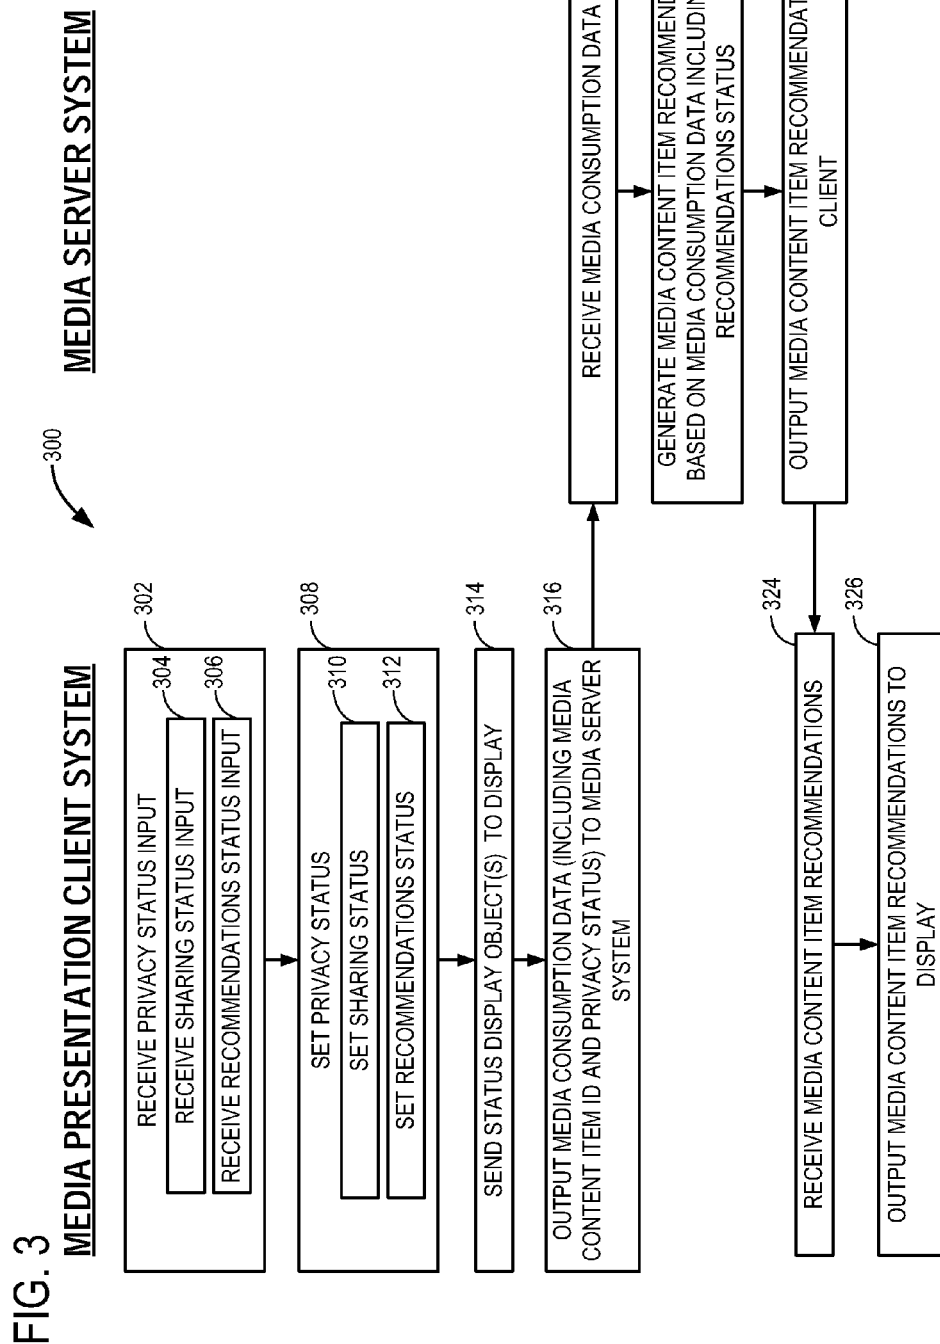 FIG. 3
MEDIA PRESENTATION CLIENT SYSTEM
300
MEDIA SERVER SYSTEM
302
RECEIVE PRIVACY STATUS INPUT
304
RECEIVE SHARING STATUS INPUT
306
RECEIVE RECOMMENDATIONS STATUS INPUT
308
SET PRIVACY STATUS
310
SET SHARING STATUS
312
SET RECOMMENDATIONS STATUS
314
SEND STATUS DISPLAY OBJECT(S) TO DISPLAY
316
OUTPUT MEDIA CONSUMPTION DATA (INCLUDING MEDIA
CONTENT ITEM ID AND PRIVACY STATUS) TO MEDIA SERVER
SYSTEM
RECEIVE MEDIA CONSUMPTION DATA
GENERATE MEDIA CONTENT ITEM
BASED ON MEDIA CONSUMPTION DATA
RECOMMENDATIONS STATUS
OUTPUT MEDIA CONTENT ITEM
CLIENT
324
RECEIVE MEDIA CONTENT ITEM RECOMMENDATIONS
326
OUTPUT MEDIA CONTENT ITEM RECOMMENDATIONS TO
DISPLAY